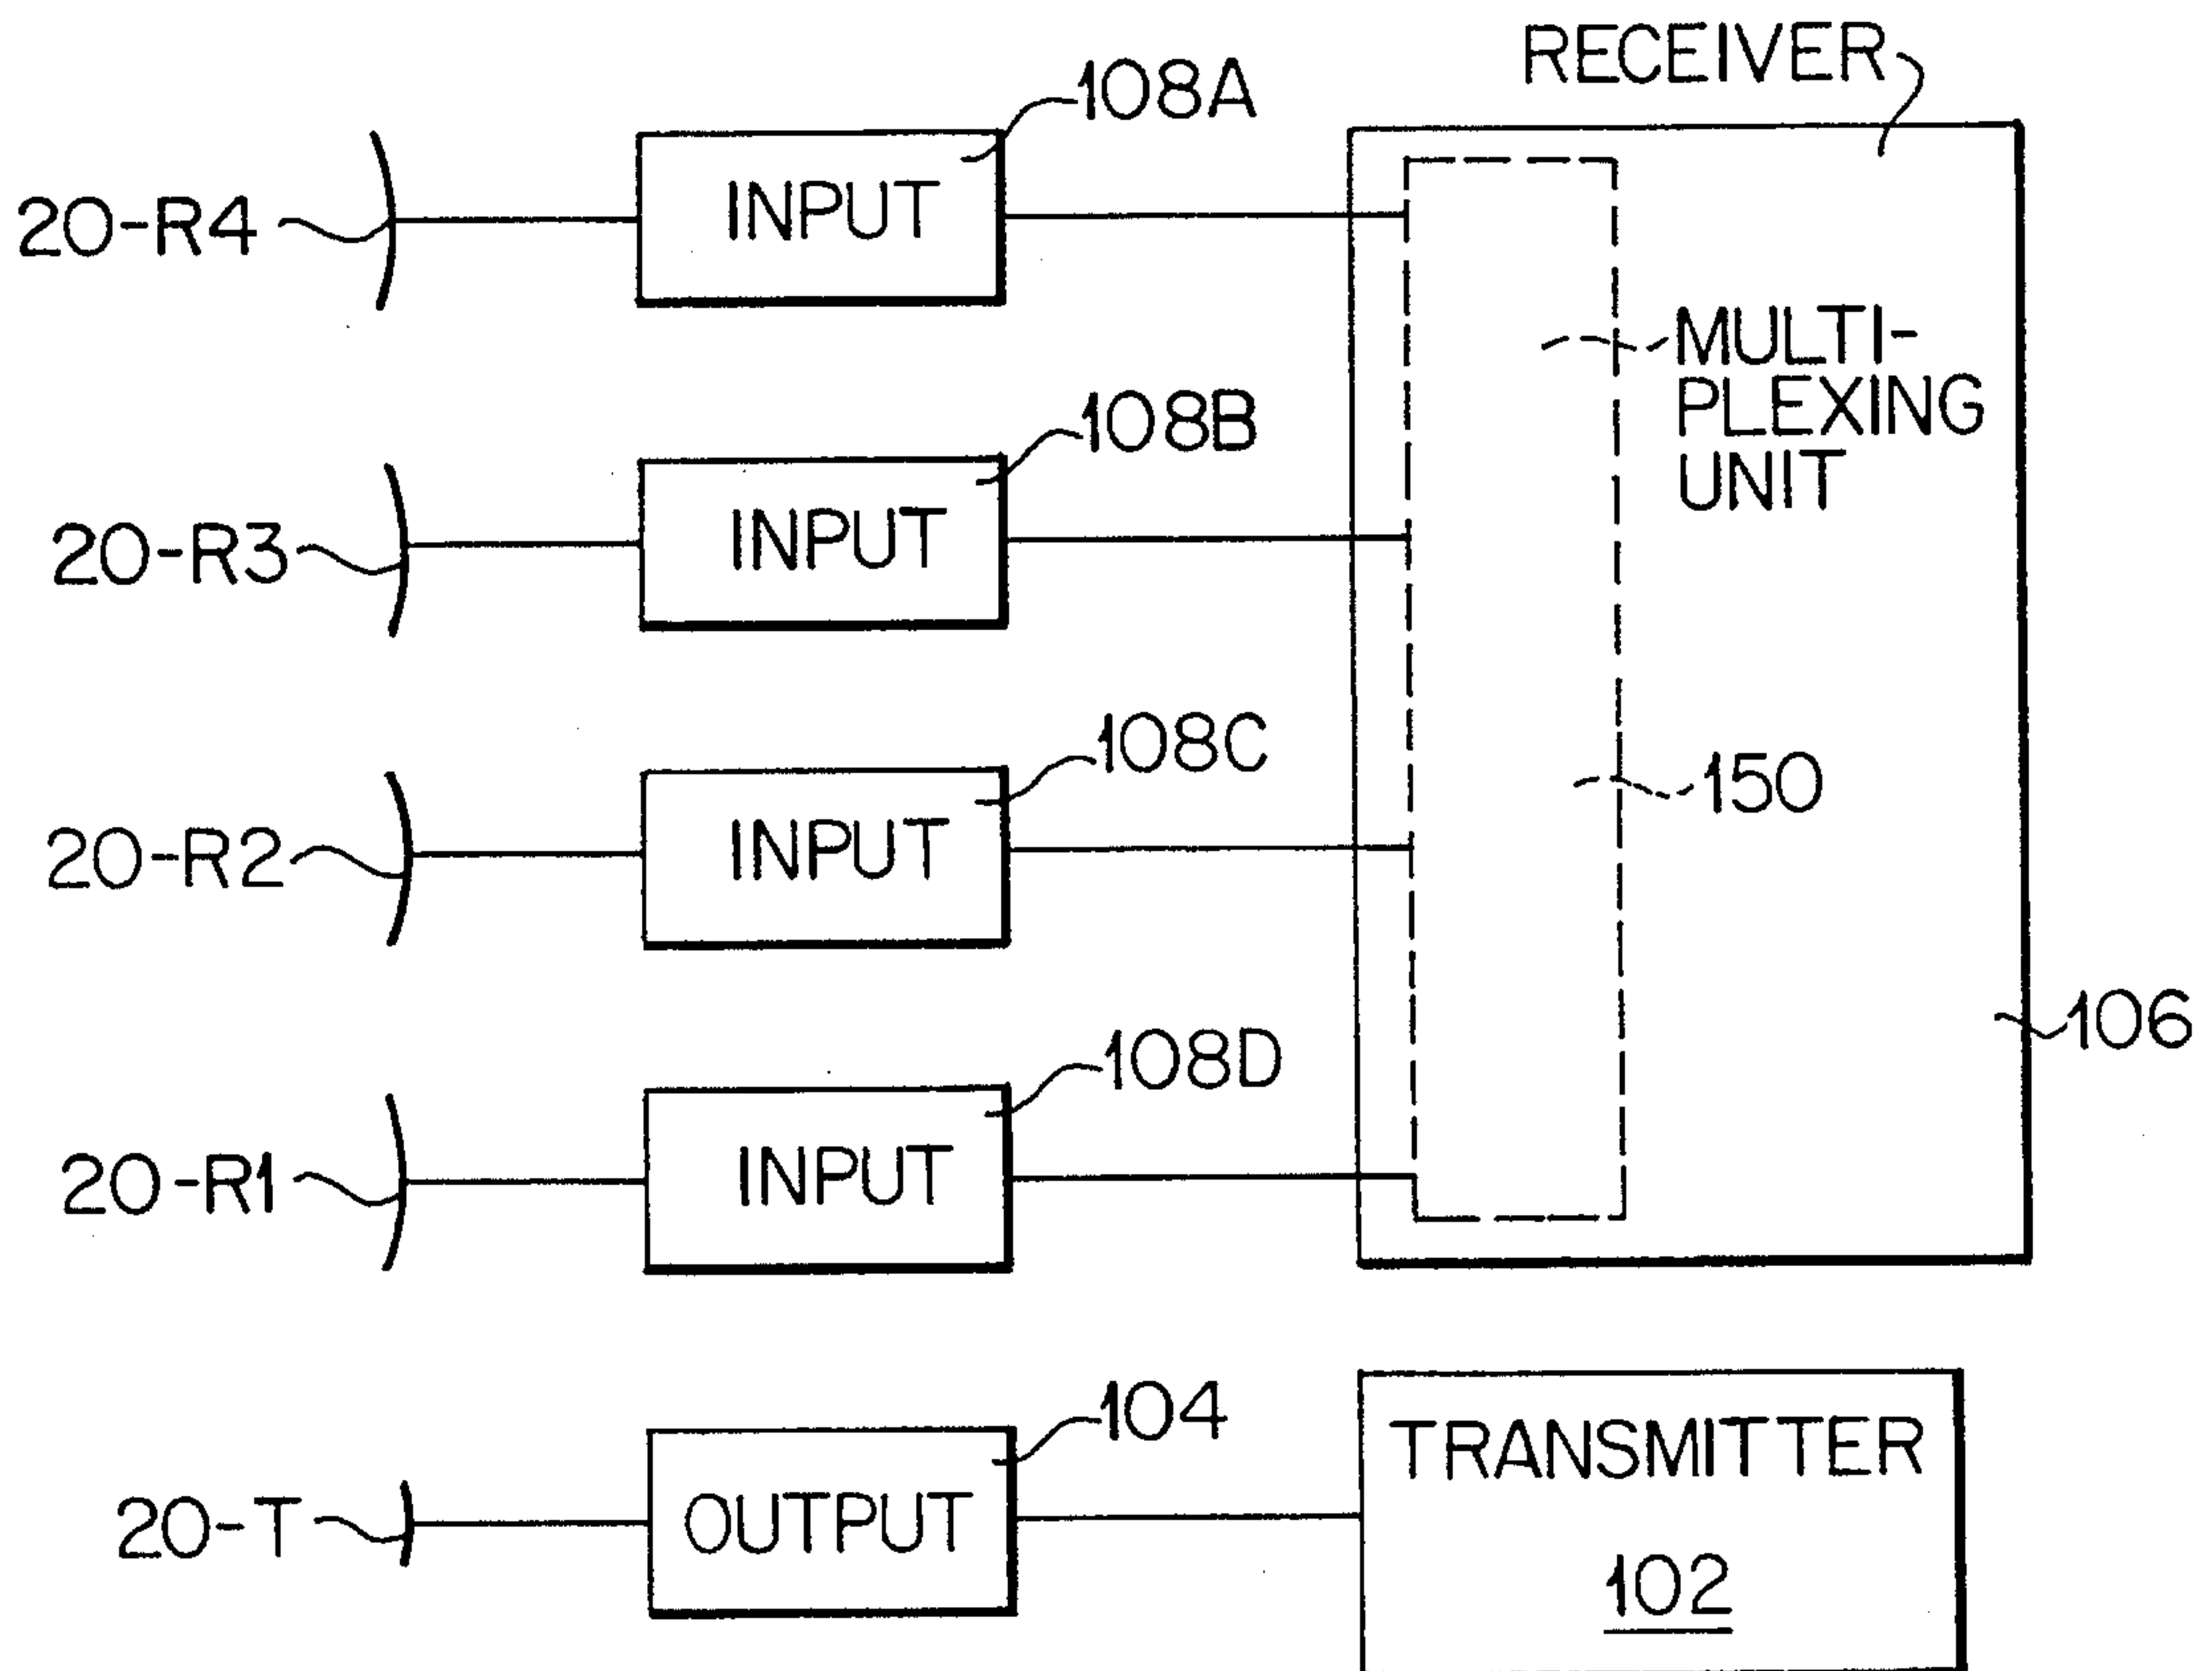 RECEIVER
108A
20-R4
INPUT
MULTI-
PLEXING
UNIT
108B
20-R3
INPUT
108C
150
20-R2
INPUT
106
108D
20-R1
INPUT
104
TRANSMITTER
20-T
OUTPUT
102